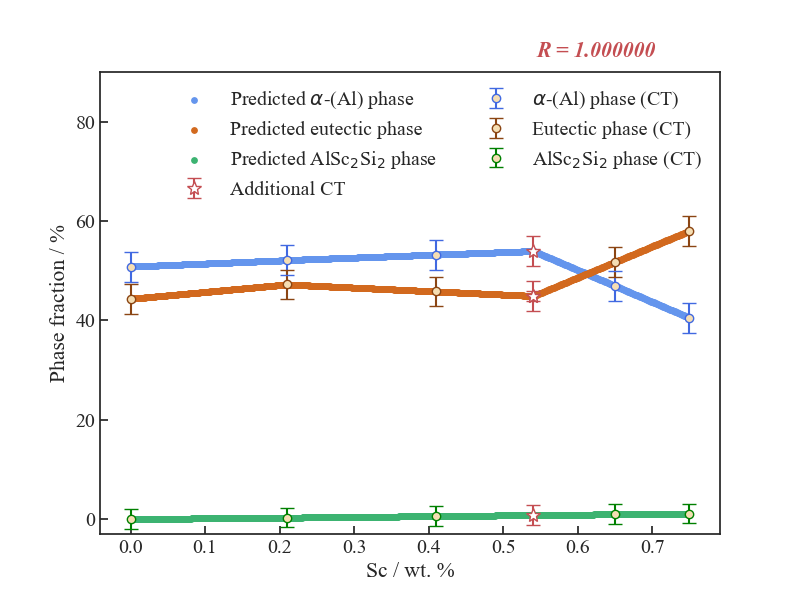 R = 1.000000
Predicted α-(Al) phase
Predicted eutectic phase
Predicted AlSc₂Si₂ phase
Additional CT
α-(Al) phase (CT)
Eutectic phase (CT)
AlSc₂Si₂ phase (CT)
Phase fraction / %
80
60
40
20
0
0.0 0.1 0.2 0.3 0.4 0.5 0.6 0.7
Sc / wt. %